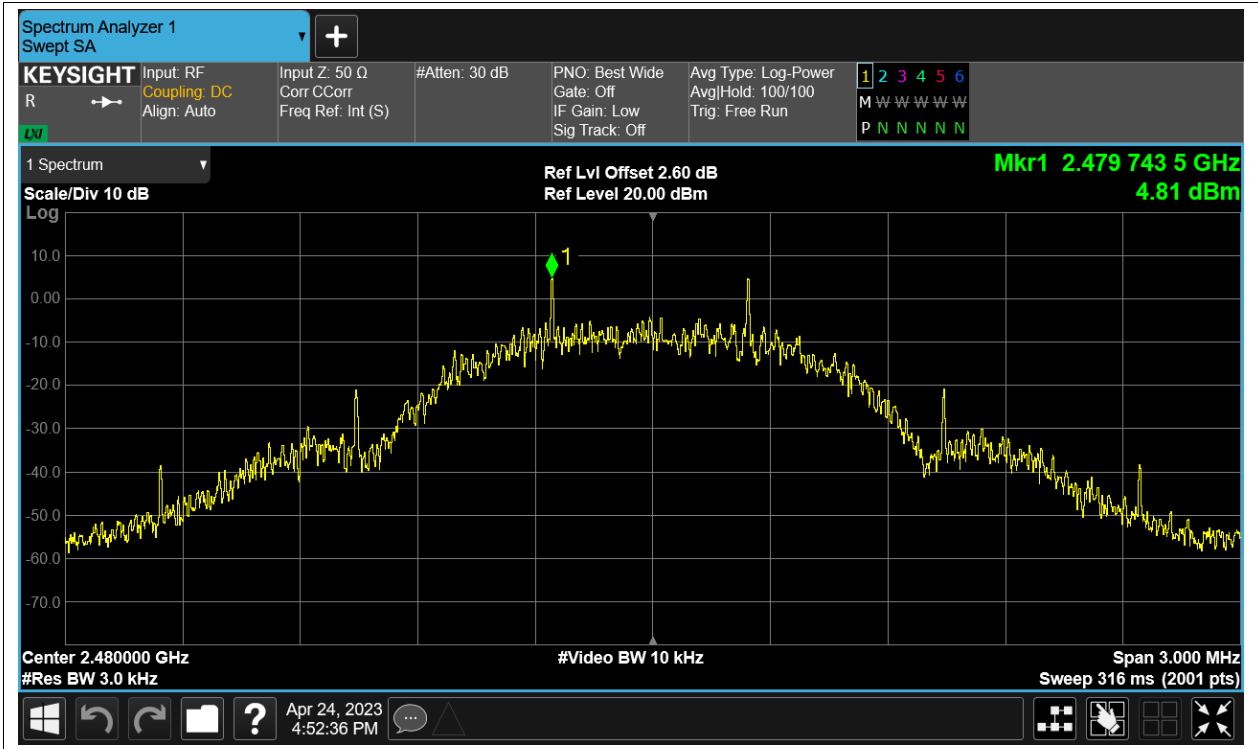 Spectrum Analyzer 1
Swept SA
KEYSIGHT
R
LXI
Input: RF
Coupling: DC
Align: Auto
Input Z: 50 Ω
Corr CCorr
Freq Ref: Int (S)
#Atten: 30 dB
PNO: Best Wide
Gate: Off
IF Gain: Low
Sig Track: Off
Avg Type: Log-Power
Avg|Hold: 100/100
Trig: Free Run
1 2 3 4 5 6
M W W W W W
P N N N N N
1 Spectrum
Scale/Div 10 dB
Log
Ref Lvl Offset 2.60 dB
Ref Level 20.00 dBm
Mkr1 2.479 743 5 GHz
4.81 dBm
1
10.0
0.00
-10.0
-20.0
-30.0
-40.0
-50.0
-60.0
-70.0
Center 2.480000 GHz
#Res BW 3.0 kHz
#Video BW 10 kHz
Span 3.000 MHz
Sweep 316 ms (2001 pts)
?
Apr 24, 2023
4:52:36 PM